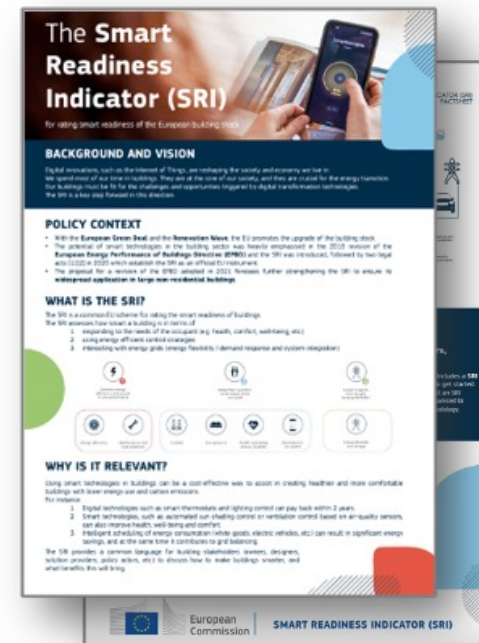 The Smart
Readiness
Indicator (SRI)
for rating smart readiness of the European building stock
BACKGROUND AND VISION
Digital innovations, such as the Internet of Things, are reshaping the society and economy we live in.
We spend most of our time in buildings. They are at the core of our society, and they are crucial for the energy transition.
Our buildings must be fit for the challenges and opportunities triggered by digital transformation technologies.
The SRI is a key step forward in this direction.
POLICY CONTEXT
• With the European Green Deal and the Renovation Wave, the EU promotes the upgrade of the building stock
• The potential of smart technologies in the building sector was heavily emphasised in the 2018 revision of the
European Energy Performance of Buildings Directive (EPBD) and the SRI was introduced, followed by two legal
acts (1)(2) in 2020 which establish the SRI as an official EU instrument.
• The proposal for a revision of the EPBD adopted in 2021 foresees further strengthening the SRI to ensure its
widespread application in large non-residential buildings
WHAT IS THE SRI?
The SRI is a common EU scheme for rating the smart readiness of buildings.
The SRI assesses how smart a building is in terms of
1 responding to the needs of the occupant (e.g. health, comfort, well-being, etc.)
2 using energy efficient control strategies
3 interacting with energy grids (energy flexibility / demand response and system integration)
Energy efficiency
Comfort
Convenience
WHY IS IT RELEVANT?
Using smart technologies in buildings can be a cost-effective way to assist in creating healthier and more comfortable
buildings with lower energy use and carbon emissions.
For instance:
1 Digital technologies such as smart thermostats and lighting control can pay back within 2 years
2 Smart technologies, such as automated sun shading control or ventilation control based on air-quality sensors,
can also improve health, well-being and comfort.
3 Intelligent scheduling of energy consumption (white goods, electric vehicles, etc.) can result in significant energy
savings, and at the same time it contributes to grid balancing.
The SRI provides a common language for building stakeholders (owners, designers,
solution providers, policy actors, etc.) to discuss how to make buildings smarter, and
what benefits this will bring.
CATOR (SRI)
FACTSHEET
includes a SRI
get started.
an SRI
European
Commission
SMART READINESS INDICATOR (SRI)